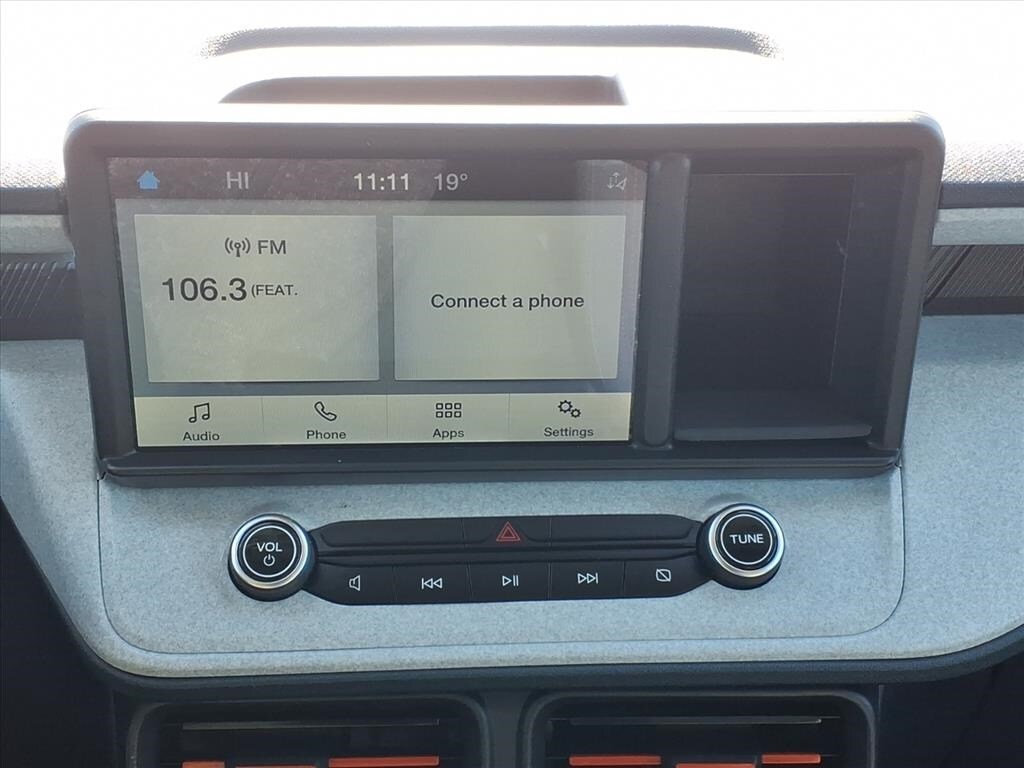 HI 11:11 19°
FM
106.3 (FEAT.
Connect a phone
Audio Phone Apps Settings
VOL
TUNE